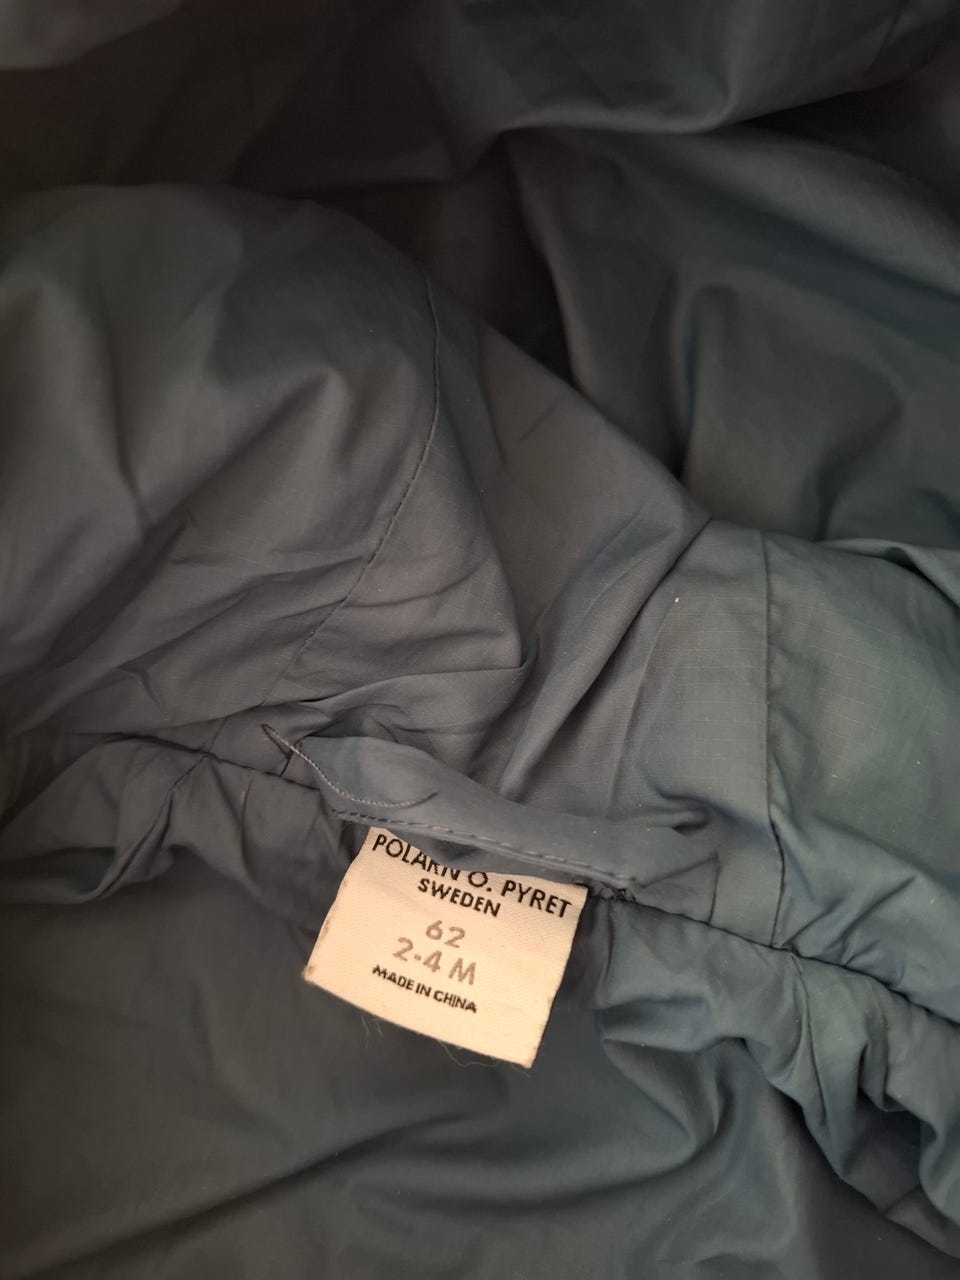 POLARN O. PYRET
SWEDEN
62
2-4 M
MADE IN CHINA